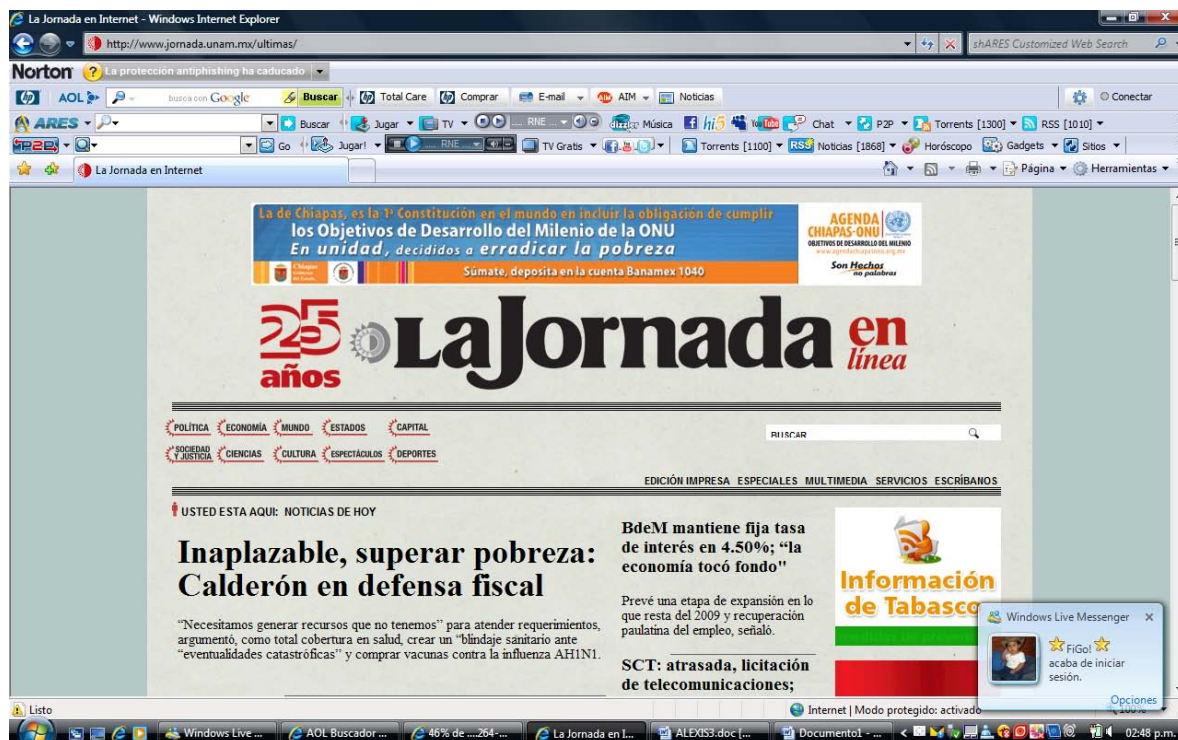 La Jornada en Internet - Windows Internet Explorer
http://www.jornada.unam.mx/ultimas/
shARES Customized Web Search
Norton ? La protección antiphishing ha caducado
AOL busca con Google Buscar Total Care Comprar E-mail AIM Noticias Conectar
ARES Buscar Jugar TV RNE ... Música hi5 Chat P2P Torrents [1300] RSS [1010]
Go Jugar! RNE ... TV Gratis Torrents [1100] RSS Noticias [1868] Horóscopo Gadgets Sitios
La Jornada en Internet Página Herramientas
La de Chiapas, es la 1ª Constitución en el mundo en incluir la obligación de cumplir
los Objetivos de Desarrollo del Milenio de la ONU
En unidad, decididos a erradicar la pobreza
Súmate, deposita en la cuenta Banamex 1040
AGENDA
CHIAPAS-ONU
OBJETIVOS DE DESARROLLO DEL MILENIO
Son Hechos
no palabras
25 años
La Jornada en línea
POLÍTICA ECONOMÍA MUNDO ESTADOS CAPITAL
SOCIEDAD Y JUSTICIA CIENCIAS CULTURA ESPECTÁCULOS DEPORTES
BUSCAR
EDICIÓN IMPRESA ESPECIALES MULTIMEDIA SERVICIOS ESCRÍBANOS
USTED ESTA AQUI: NOTICIAS DE HOY
Inaplazable, superar pobreza:
Calderón en defensa fiscal
"Necesitamos generar recursos que no tenemos" para atender requerimientos,
argumentó, como total cobertura en salud, crear un "blindaje sanitario ante
"eventualidades catastróficas" y comprar vacunas contra la influenza AH1N1.
BdeM mantiene fija tasa
de interés en 4.50%; "la
economía tocó fondo"
Prevé una etapa de expansión en lo
que resta del 2009 y recuperación
paulatina del empleo, señaló.
SCT: atrasada, licitación
de telecomunicaciones;
Información
de Tabasco
Windows Live Messenger
FiGo!
acaba de iniciar
sesión.
Opciones
Listo
Internet | Modo protegido: activado
100%
Windows Live ... AOL Buscador ... 46% de ....264-... La Jornada en I... ALEXIS3.doc [... Documento1 - ... 02:48 p.m.